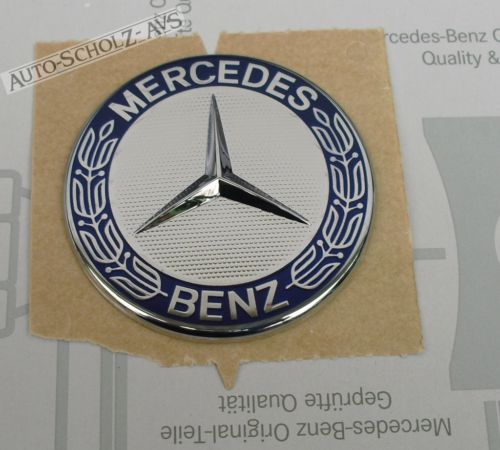 AUTO-SCHOLZ-AVS
Mercedes-Benz
Quality &
MERCEDES
BENZ
Geprüfte Qualität
Mercedes-Benz Original-Teile